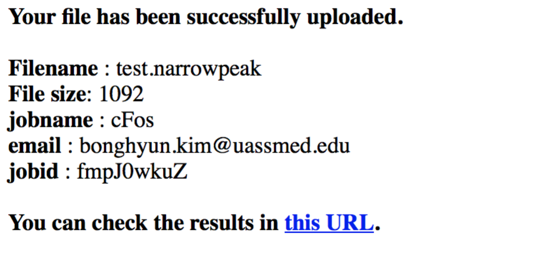 Your file has been successfully uploaded.
Filename : test.narrowpeak
File size: 1092
jobname : cFos
email : bonghyun.kim@uassmed.edu
jobid : fmpJ0wkuZ
You can check the results in this URL.